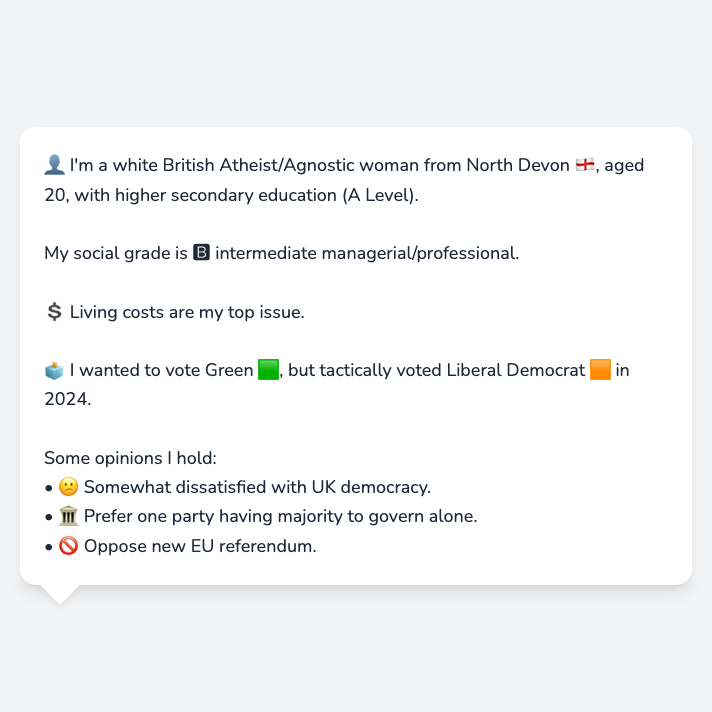 👤 I'm a white British Atheist/Agnostic woman from North Devon 🏴󠁧󠁢󠁥󠁮󠁧󠁿, aged
20, with higher secondary education (A Level).
My social grade is 🅱 intermediate managerial/professional.
💲 Living costs are my top issue.
🗳️ I wanted to vote Green 🟩, but tactically voted Liberal Democrat 🟧 in
2024.
Some opinions I hold:
• 😕 Somewhat dissatisfied with UK democracy.
• 🏛️ Prefer one party having majority to govern alone.
• 🚫 Oppose new EU referendum.